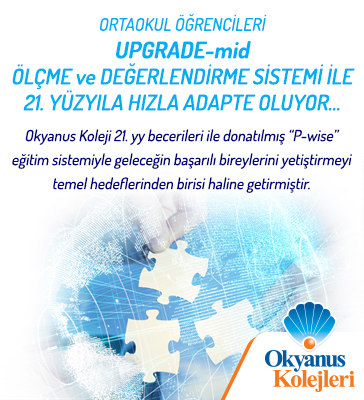 ORTAOKUL ÖĞRENCİLERİ
UPGRADE-mid
ÖLÇME ve DEĞERLENDİRME SİSTEMİ İLE
21. YÜZYILA HIZLA ADAPTE OLUYOR...
Okyanus Koleji 21. yy becerileri ile donatılmış “P-wise”
eğitim sistemiyle geleceğin başarılı bireylerini yetiştirmeyi
temel hedeflerinden birisi haline getirmiştir.
Okyanus
Kolejleri